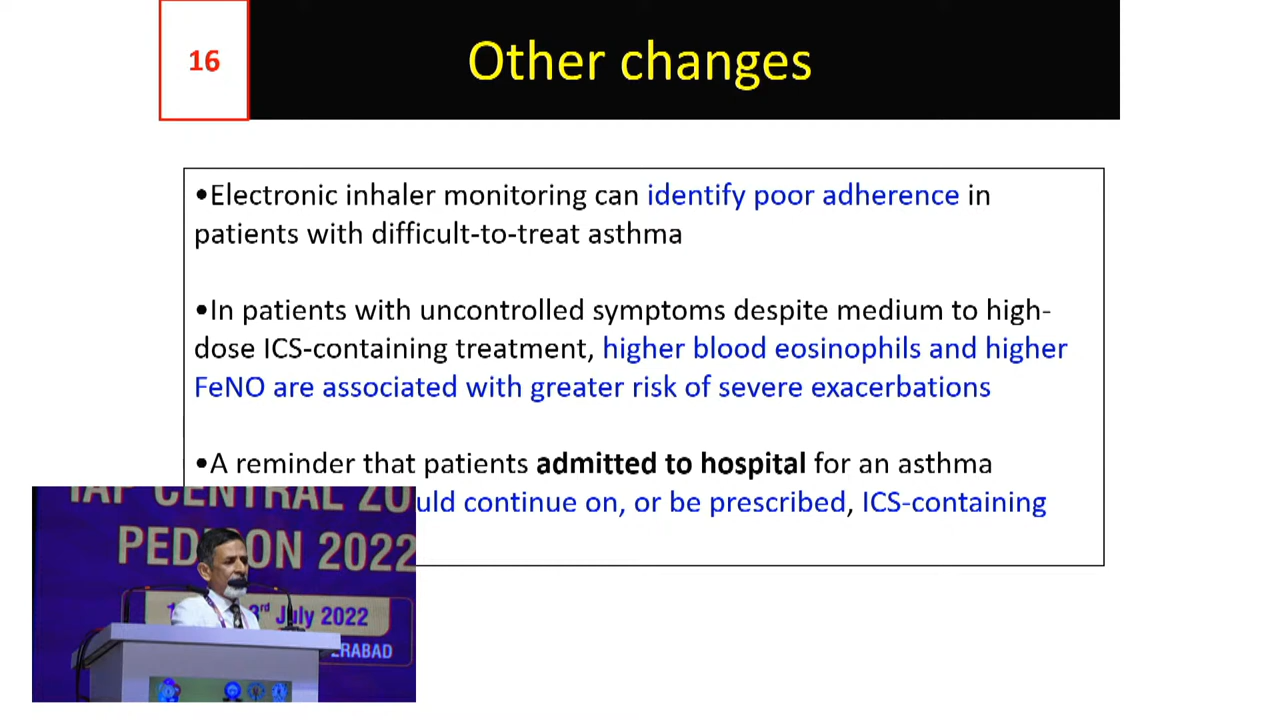 16
Other changes
•Electronic inhaler monitoring can identify poor adherence in
patients with difficult-to-treat asthma
•In patients with uncontrolled symptoms despite medium to high-
dose ICS-containing treatment, higher blood eosinophils and higher
FeNO are associated with greater risk of severe exacerbations
•A reminder that patients admitted to hospital for an asthma
continue on, or be prescribed, ICS-containing
IAP CENTRAL
2022
July 2022